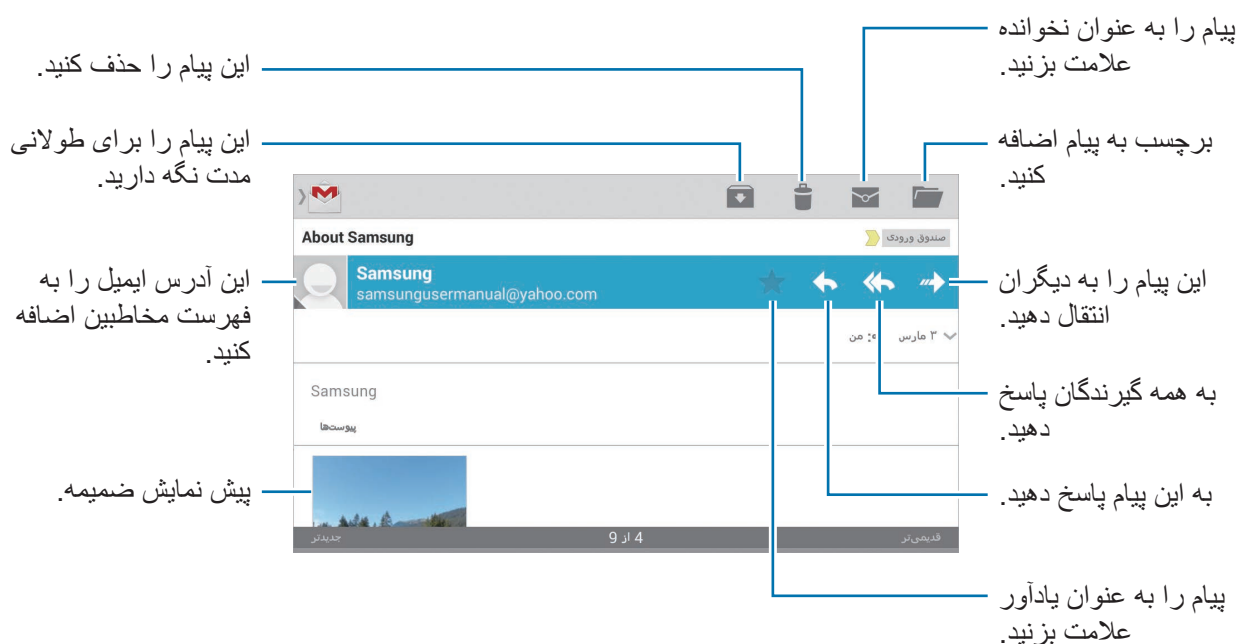 پیام را به عنوان نخوانده
علامت بزنید.
این پیام را حذف کنید.
برچسب به پیام اضافه
کنید.
این پیام را برای طولانی
مدت نگه دارید.
About Samsung
صندوق ورودی
Samsung
samsungusermanual@yahoo.com
این پیام را به دیگران
انتقال دهید.
این آدرس ایمیل را به
فهرست مخاطبین اضافه
کنید.
به: من
۳ مارس
به همه گیرندگان پاسخ
دهید.
Samsung
پیوست‌ها
پیش نمایش ضمیمه.
به این پیام پاسخ دهید.
قدیمی‌تر
4 از 9
جدیدتر
پیام را به عنوان یادآور
علامت بزنید.